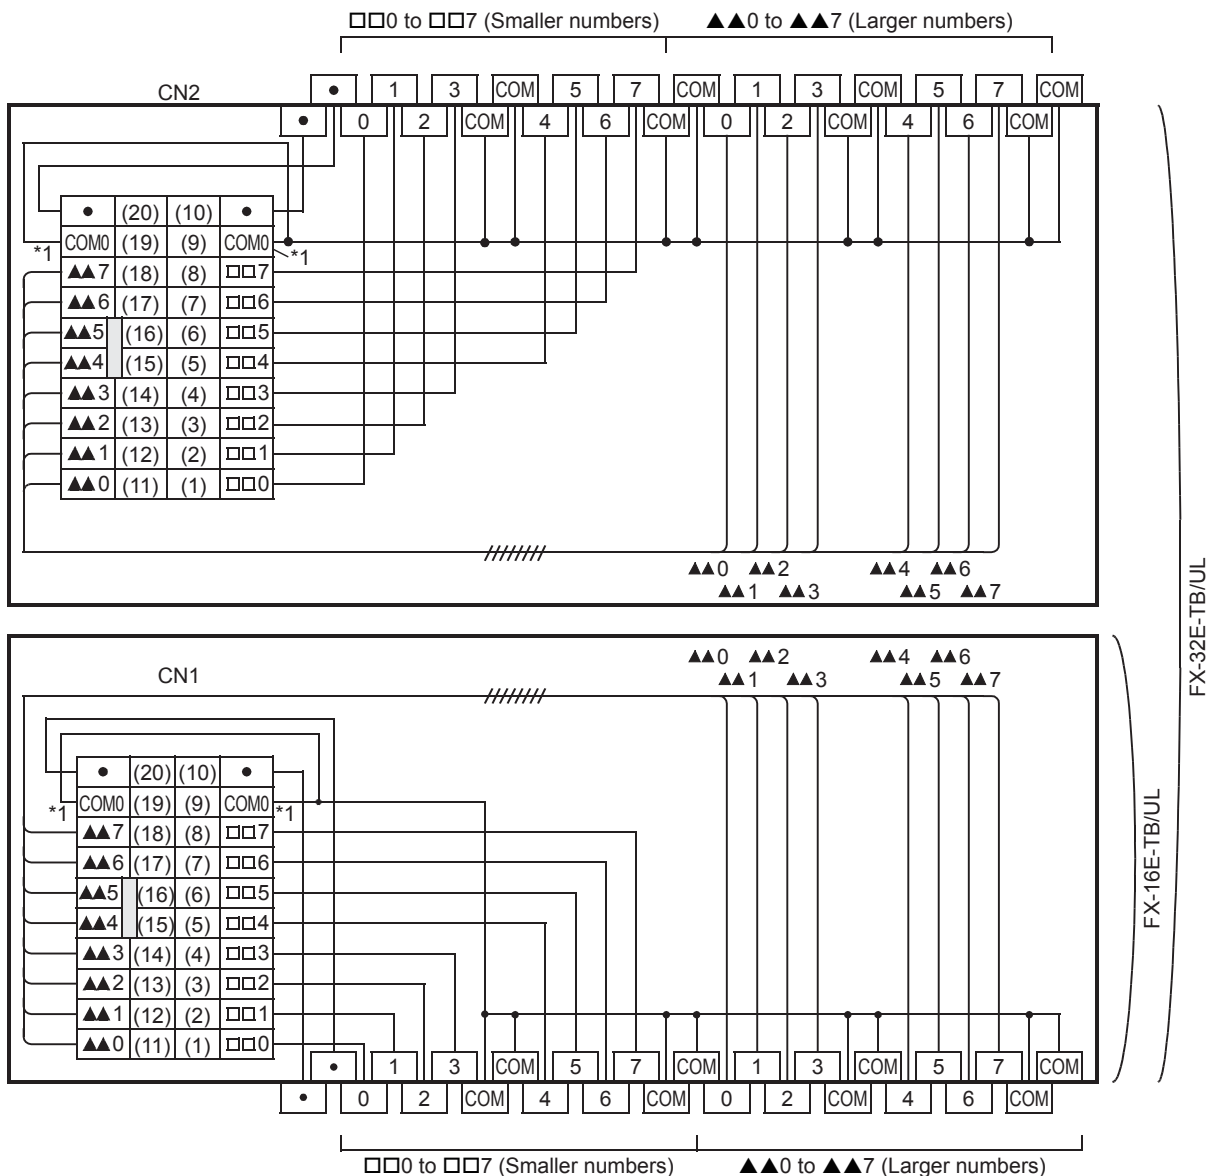 □□0 to □□7 (Smaller numbers) ▲▲0 to ▲▲7 (Larger numbers)
CN2
● 1 3 COM 5 7 COM 1 3 COM 5 7 COM
● 0 2 COM 4 6 COM 0 2 COM 4 6 COM
● (20) (10) ●
*1 COM0 (19) (9) COM0 *1
▲▲7 (18) (8) □□7
▲▲6 (17) (7) □□6
▲▲5 (16) (6) □□5
▲▲4 (15) (5) □□4
▲▲3 (14) (4) □□3
▲▲2 (13) (3) □□2
▲▲1 (12) (2) □□1
▲▲0 (11) (1) □□0
▲▲0 ▲▲2 ▲▲4 ▲▲6
▲▲1 ▲▲3 ▲▲5 ▲▲7
FX-32E-TB/UL
CN1
▲▲0 ▲▲2 ▲▲4 ▲▲6
▲▲1 ▲▲3 ▲▲5 ▲▲7
● (20) (10) ●
*1 COM0 (19) (9) COM0 *1
▲▲7 (18) (8) □□7
▲▲6 (17) (7) □□6
▲▲5 (16) (6) □□5
▲▲4 (15) (5) □□4
▲▲3 (14) (4) □□3
▲▲2 (13) (3) □□2
▲▲1 (12) (2) □□1
▲▲0 (11) (1) □□0
FX-16E-TB/UL
● 1 3 COM 5 7 COM 1 3 COM 5 7 COM
● 0 2 COM 4 6 COM 0 2 COM 4 6 COM
□□0 to □□7 (Smaller numbers) ▲▲0 to ▲▲7 (Larger numbers)